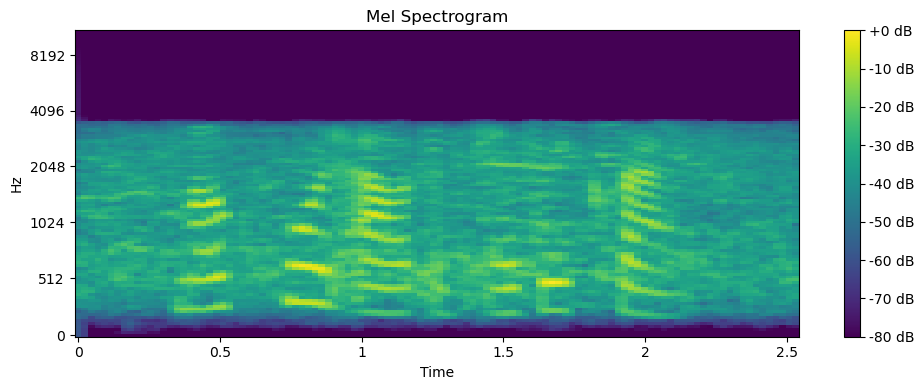 Mel Spectrogram
Hz
8192
4096
2048
1024
512
0
0
0.5
1
1.5
2
2.5
Time
+0 dB
-10 dB
-20 dB
-30 dB
-40 dB
-50 dB
-60 dB
-70 dB
-80 dB